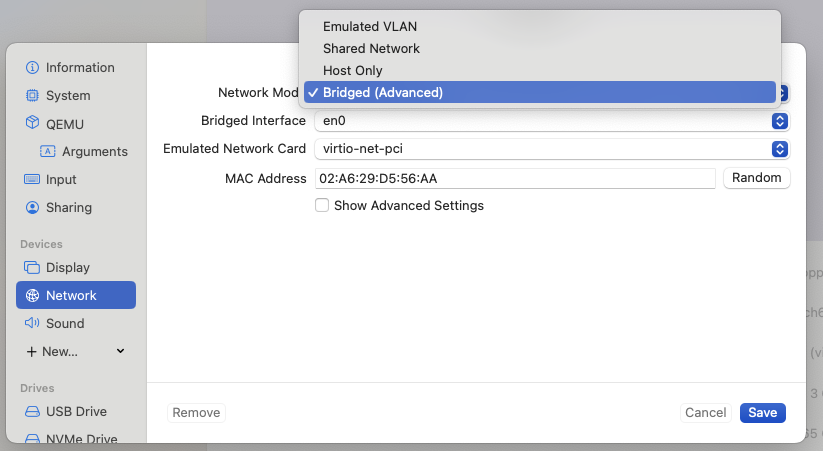 Emulated VLAN
Shared Network
Host Only
Bridged (Advanced)
Information
System
QEMU
Arguments
Input
Sharing
Devices
Display
Network
Sound
New...
Drives
USB Drive
NVMe Drive
Network Mod
Bridged Interface en0
Emulated Network Card virtio-net-pci
MAC Address 02:A6:29:D5:56:AA Random
Show Advanced Settings
Remove Cancel Save